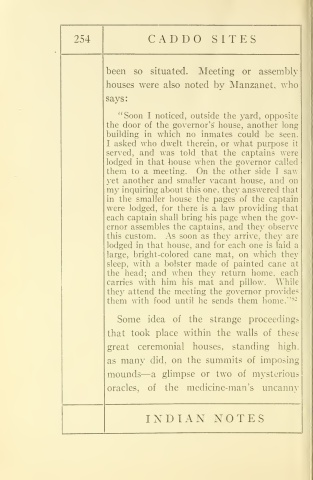 254
CADDO SITES
been so situated. Meeting or assembly
houses were also noted by Manzanet, who
says:
"Soon I noticed, outside the yard, opposite
the door of the governor's house, another long
building in which no inmates could be seen.
I asked who dwelt therein, or what purpose it
served, and was told that the captains were
lodged in that house when the governor called
them to a meeting. On the other side I saw
yet another and smaller vacant house, and on
my inquiring about this one, they answered that
in the smaller house the pages of the captain
were lodged, for there is a law providing that
each captain shall bring his page when the gov-
ernor assembles the captains, and they observe
this custom. As soon as they arrive, they are
lodged in that house, and for each one is laid a
large, bright-colored cane mat, on which they
sleep, with a bolster made of painted cane at
the head; and when they return home, each
carries with him his mat and pillow. While
they attend the meeting the governor provides
them with food until he sends them home."⁸²
Some idea of the strange proceedings
that took place within the walls of these
great ceremonial houses, standing high,
as many did, on the summits of imposing
mounds—a glimpse or two of mysterious
oracles, of the medicine-man's uncanny
INDIAN NOTES